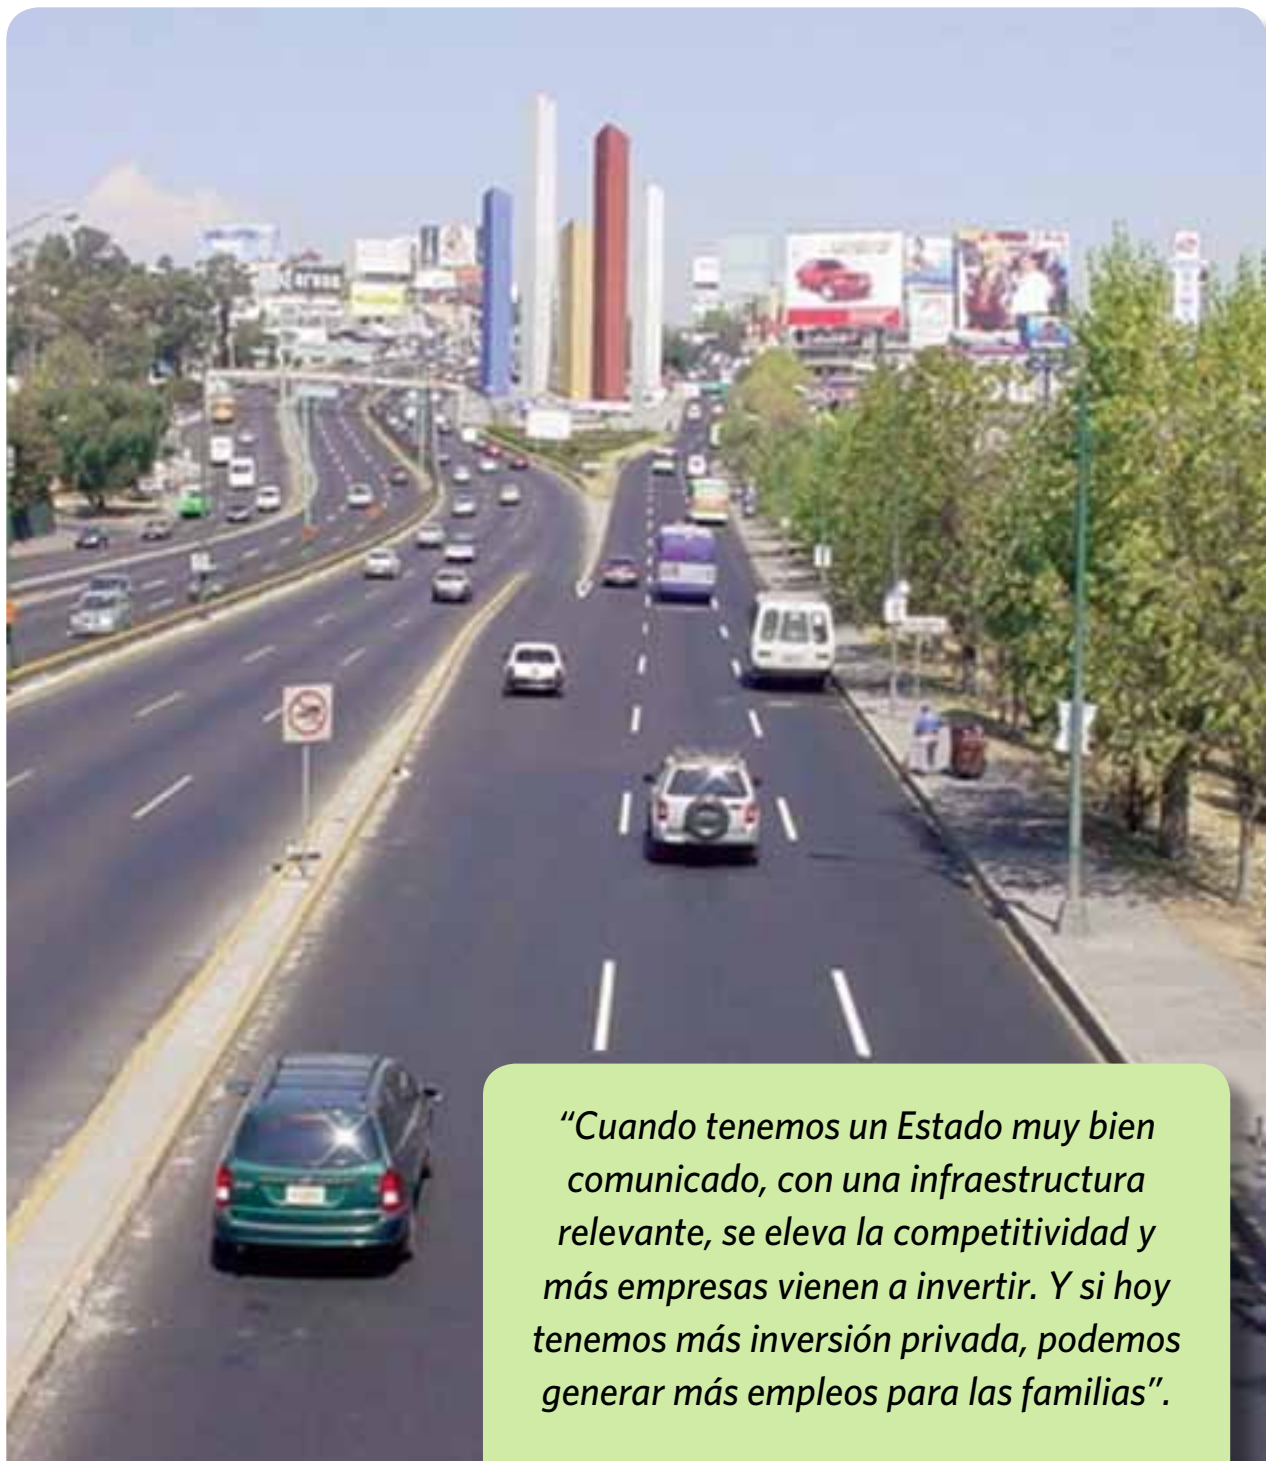 “Cuando tenemos un Estado muy bien
comunicado, con una infraestructura
relevante, se eleva la competitividad y
más empresas vienen a invertir. Y si hoy
tenemos más inversión privada, podemos
generar más empleos para las familias”.